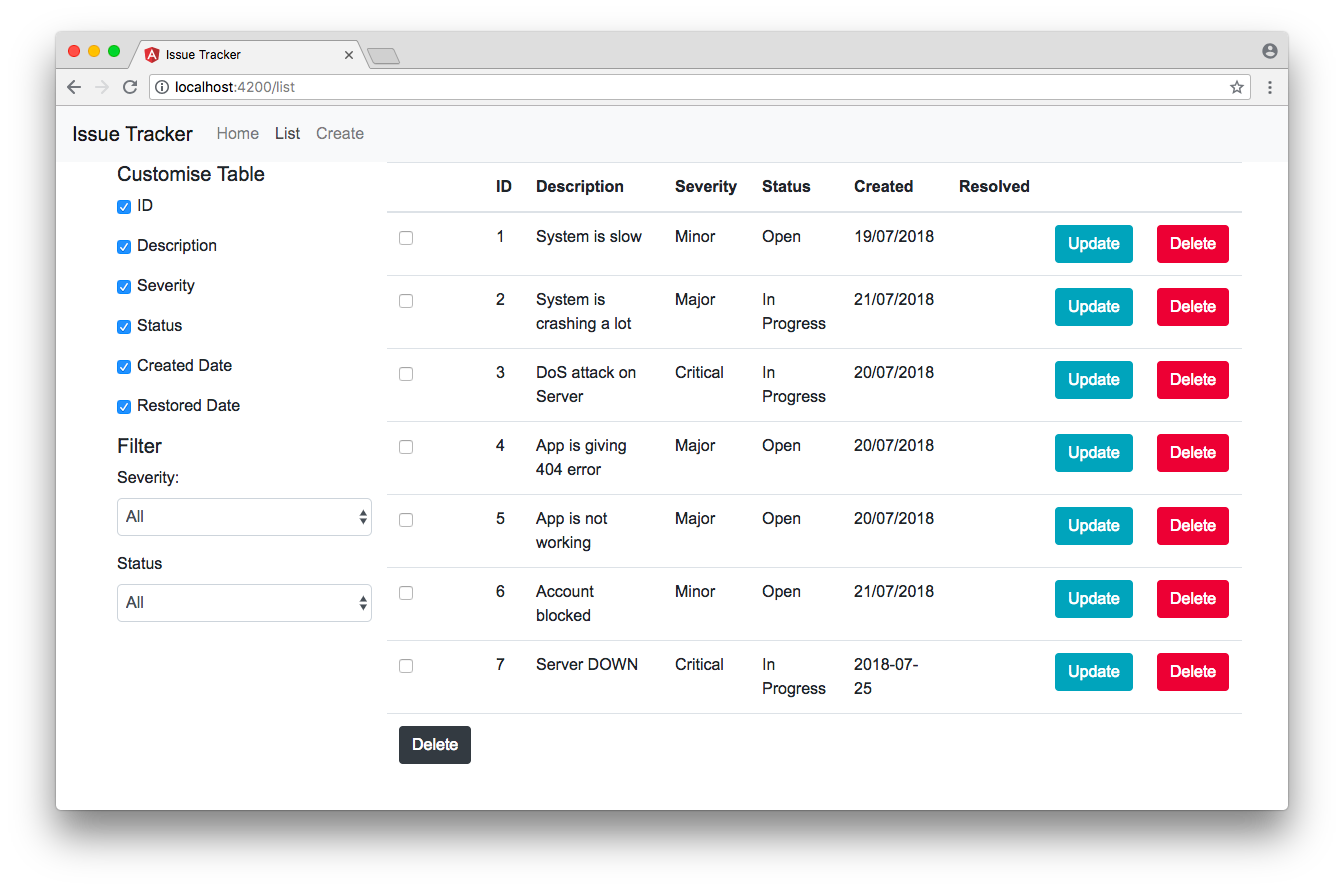 Issue Tracker
localhost:4200/list
Issue Tracker Home List Create
Customise Table
ID
Description
Severity
Status
Created Date
Restored Date
Filter
Severity:
All
Status
All
ID Description Severity Status Created Resolved
1 System is slow Minor Open 19/07/2018 Update Delete
2 System is Major In 21/07/2018 Update Delete
crashing a lot Progress
3 DoS attack on Critical In 20/07/2018 Update Delete
Server Progress
4 App is giving Major Open 20/07/2018 Update Delete
404 error
5 App is not Major Open 20/07/2018 Update Delete
working
6 Account Minor Open 21/07/2018 Update Delete
blocked
7 Server DOWN Critical In 2018-07- Update Delete
Progress 25
Delete